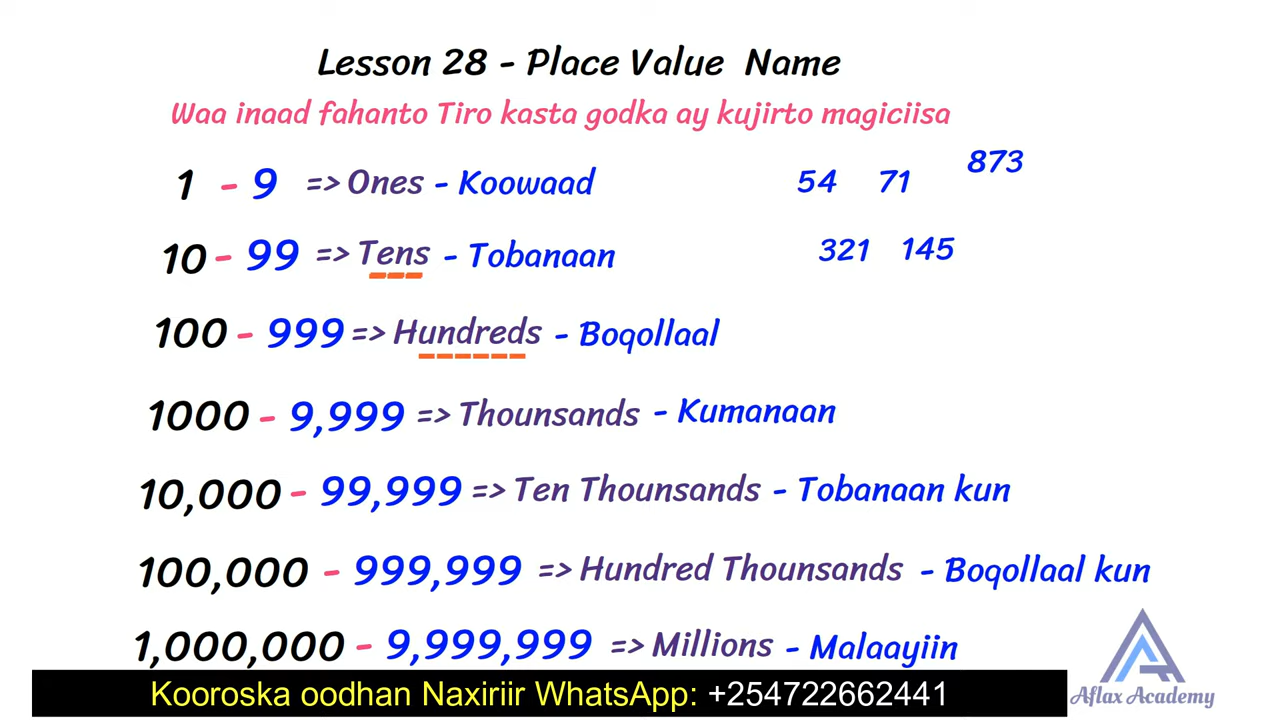 Lesson 28 - Place Value Name
Waa inaad fahanto Tiro kasta godka ay kujirto magiciisa
1 - 9 => Ones - Koowaad
54 71 873
10 - 99 => Tens - Tobanaan
321 145
100 - 999 => Hundreds - Boqollaal
1000 - 9,999 => Thounsands - Kumanaan
10,000 - 99,999 => Ten Thounsands - Tobanaan kun
100,000 - 999,999 => Hundred Thounsands - Boqollaal kun
1,000,000 - 9,999,999 => Millions - Malaayiin
Kooroska oodhan Naxiriir WhatsApp: +254722662441
Aflax Academy